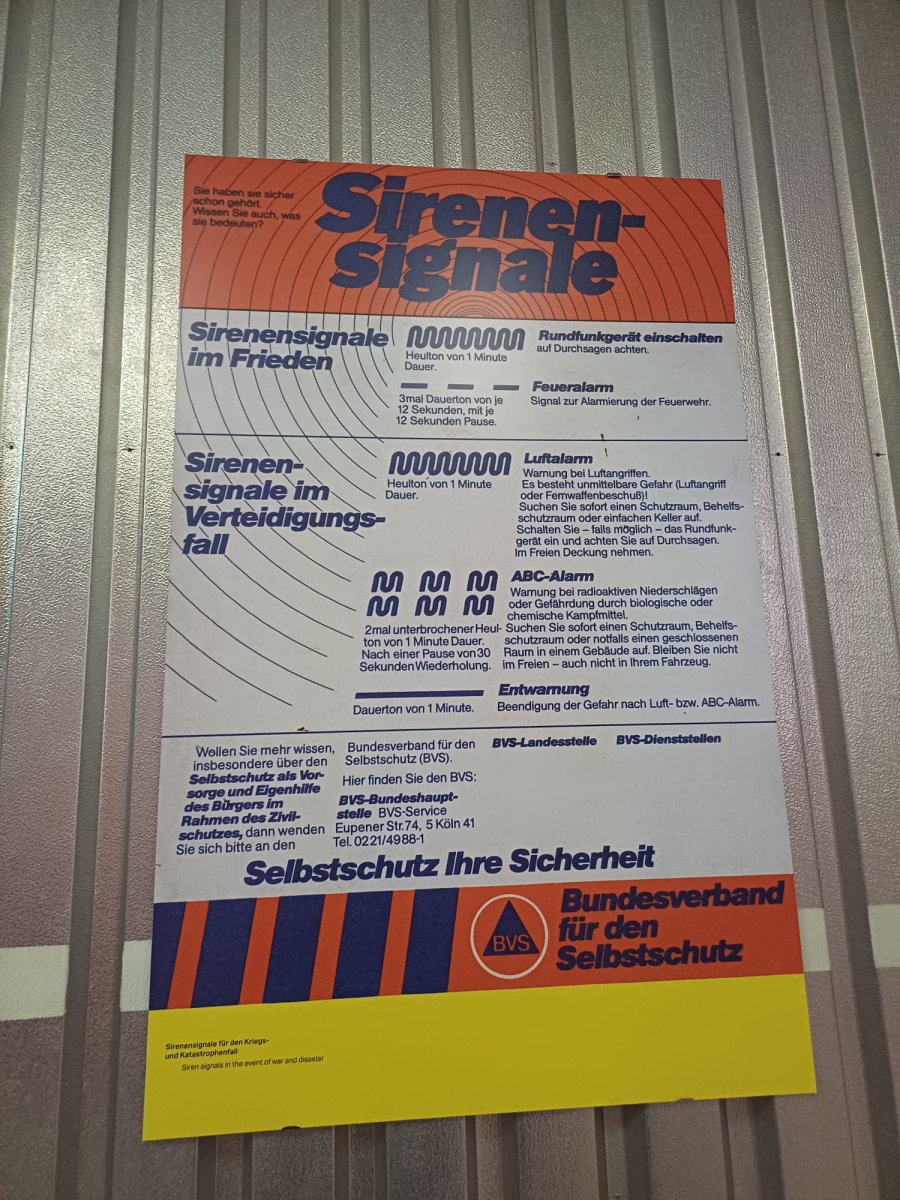 Sie haben sie sicher
schon gehört.
Wissen Sie auch, was
sie bedeuten?
Sirenen-
signale
Sirenensignale
im Frieden
Heulton von 1 Minute
Dauer.
Rundfunkgerät einschalten
auf Durchsagen achten.
3mal Dauerton von je
12 Sekunden, mit je
12 Sekunden Pause.
Feueralarm
Signal zur Alarmierung der Feuerwehr.
Sirenen-
signale im
Verteidigungs-
fall
Heulton von 1 Minute
Dauer.
Luftalarm
Warnung bei Luftangriffen.
Es besteht unmittelbare Gefahr (Luftangriff
oder Fernwaffenbeschuß)!
Suchen Sie sofort einen Schutzraum, Behelfs-
schutzraum oder einfachen Keller auf.
Schalten Sie – falls möglich – das Rundfunk-
gerät ein und achten Sie auf Durchsagen.
Im Freien Deckung nehmen.
2mal unterbrochener Heul-
ton von 1 Minute Dauer.
Nach einer Pause von 30
Sekunden Wiederholung.
ABC-Alarm
Warnung bei radioaktiven Niederschlägen
oder Gefährdung durch biologische oder
chemische Kampfmittel.
Suchen Sie sofort einen Schutzraum, Behelfs-
schutzraum oder notfalls einen geschlossenen
Raum in einem Gebäude auf. Bleiben Sie nicht
im Freien – auch nicht in Ihrem Fahrzeug.
Dauerton von 1 Minute.
Entwarnung
Beendigung der Gefahr nach Luft- bzw. ABC-Alarm.
Wollen Sie mehr wissen,
insbesondere über den
Selbstschutz als Vor-
sorge und Eigenhilfe
des Bürgers im
Rahmen des Zivil-
schutzes, dann wenden
Sie sich bitte an den
Bundesverband für den
Selbstschutz (BVS).
Hier finden Sie den BVS:
BVS-Bundeshaupt-
stelle BVS-Service
Eupener Str. 74, 5 Köln 41
Tel. 0221/4988-1
BVS-Landesstelle
BVS-Dienststellen
Selbstschutz Ihre Sicherheit
BVS
Bundesverband
für den
Selbstschutz
Sirenensignale für den Kriegs-
und Katastrophenfall
Siren signals in the event of war and disaster